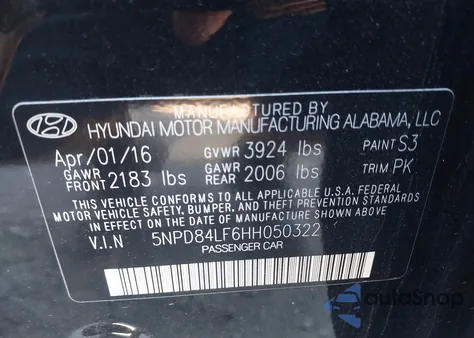 MANUFACTURED BY
HYUNDAI MOTOR MANUFACTURING ALABAMA, LLC
Apr/01/16 GVWR 3924 lbs PAINT S3
GAWR FRONT 2183 lbs GAWR REAR 2006 lbs TRIM PK
THIS VEHICLE CONFORMS TO ALL APPLICABLE U.S.A. FEDERAL
MOTOR VEHICLE SAFETY, BUMPER, AND THEFT PREVENTION STANDARDS
IN EFFECT ON THE DATE OF MANUFACTURE SHOWN ABOVE.
V.I.N 5NPD84LF6HH050322
PASSENGER CAR
autoSnap